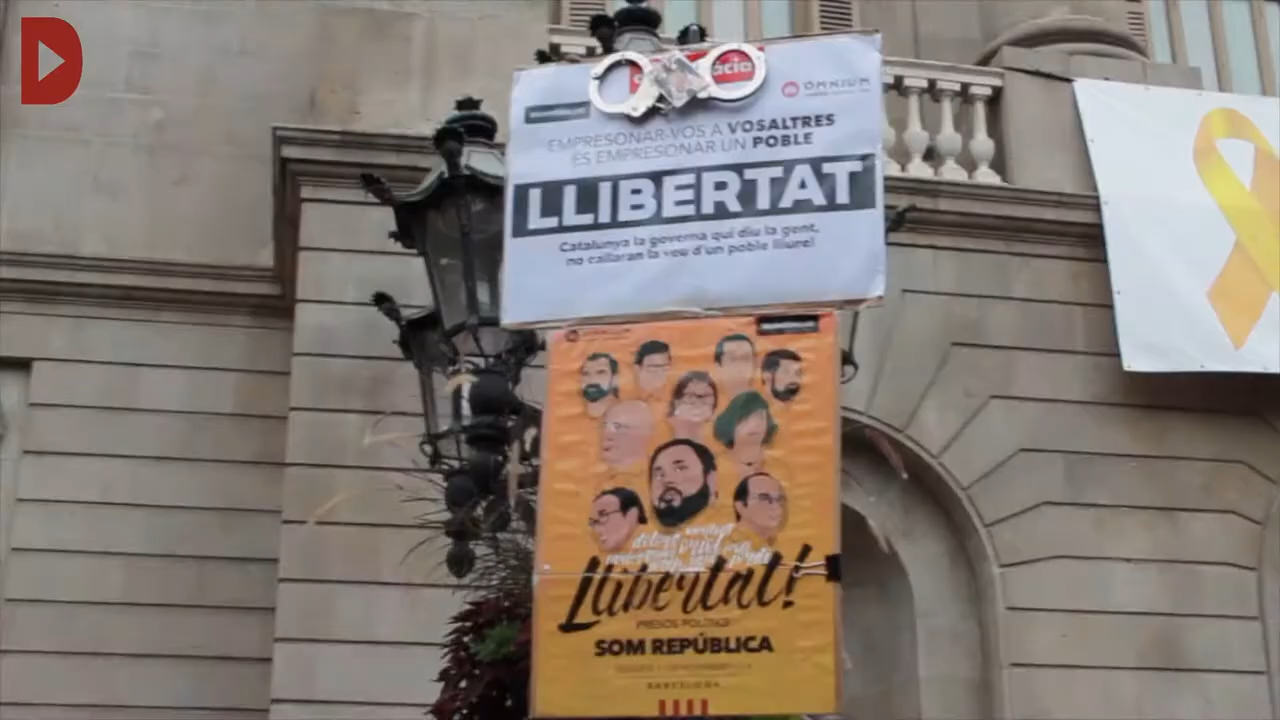 D
àcia
ÒMNIUM
EMPRESONAR-VOS A VOSALTRES
ÉS EMPRESONAR UN POBLE
LLIBERTAT
Catalunya la governa qui diu la gent,
no callaran la veu d'un poble lliure!
Llibertat!
PRESOS POLÍTICS
SOM REPÚBLICA
BARCELONA